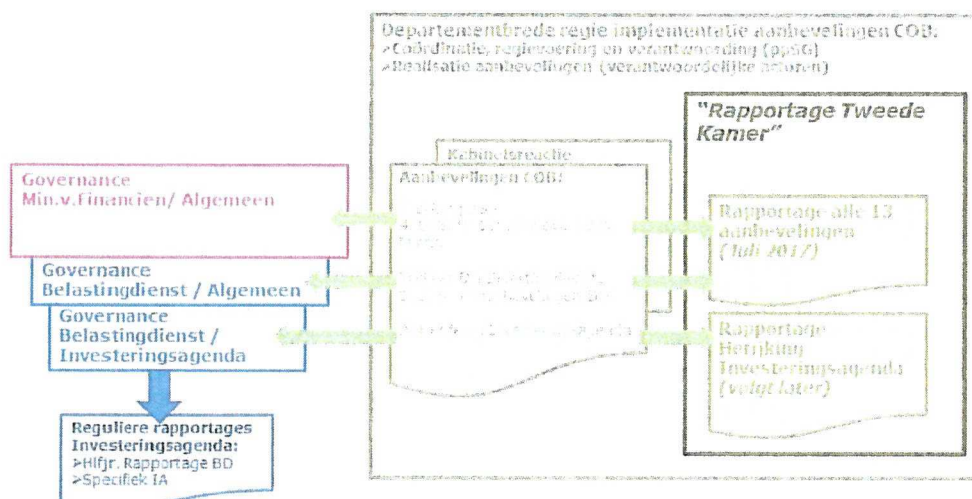 Departementbrede regie implementatie aanbevelingen COB:
>Coördinatie, regievoering en verantwoording (ppSG)
>Realisatie aanbevelingen (verantwoordelijke actoren)
"Rapportage Tweede
Kamer"
Kabinetsreactie
Aanbevelingen COB:
Governance
Min.v.Financien/ Algemeen
Governance
Belastingdienst / Algemeen
Governance
Belastingdienst /
Investeringsagenda
Rapportage alle 13
aanbevelingen
(Juli 2017)
Rapportage
Herijking
Investeringsagenda
(volgt later)
Reguliere rapportages
Investeringsagenda:
>Hlfjr. Rapportage BD
>Specifiek IA